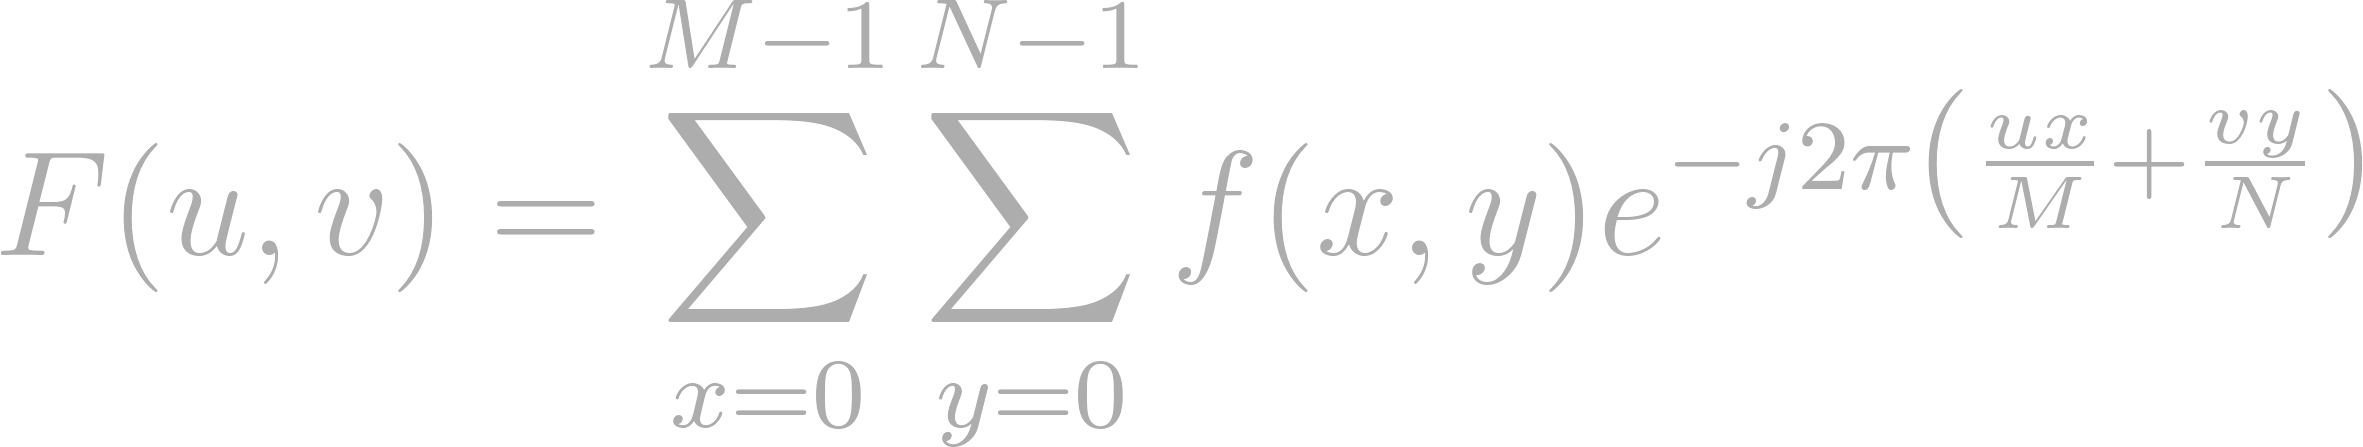 F(u, v) = \sum_{x=0}^{M-1} \sum_{y=0}^{N-1} f(x, y) e^{-j2\pi\left(\frac{ux}{M} + \frac{vy}{N}\right)}